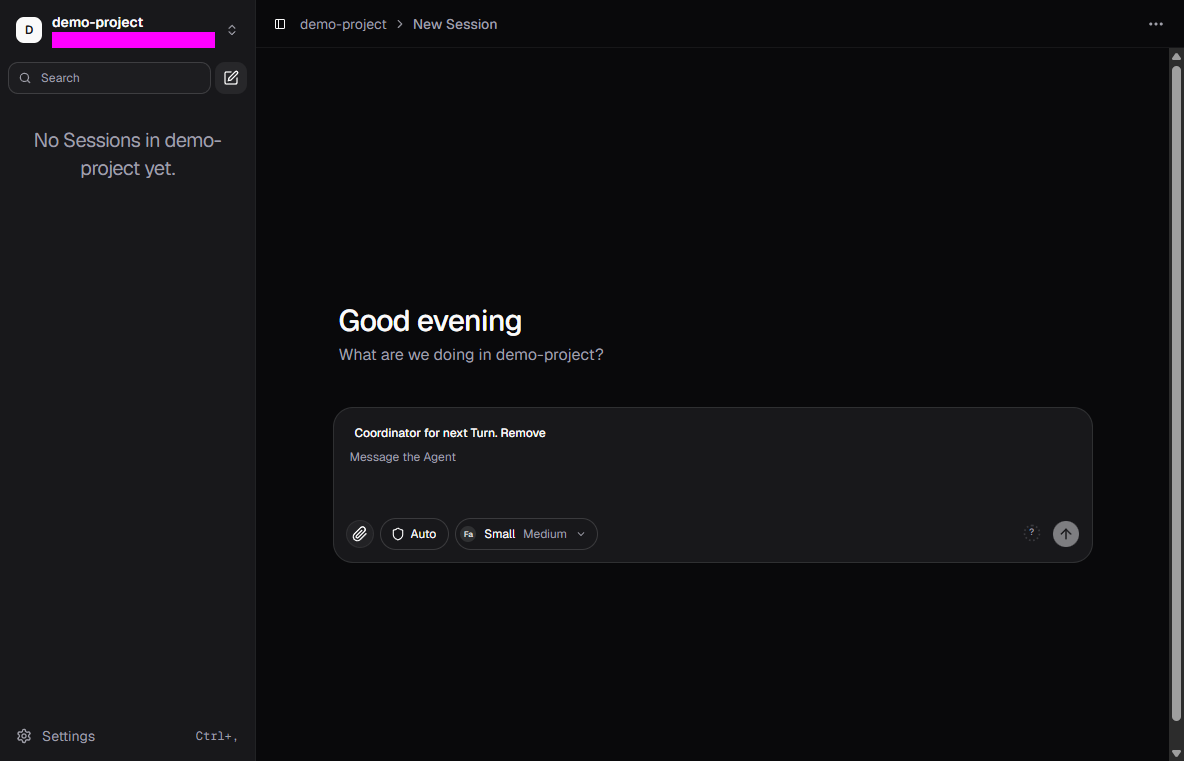 D
demo-project
Search
No Sessions in demo-
project yet.
Settings
Ctrl+,
demo-project
New Session
Good evening
What are we doing in demo-project?
Coordinator for next Turn. Remove
Message the Agent
Auto
Fa
Small Medium
?